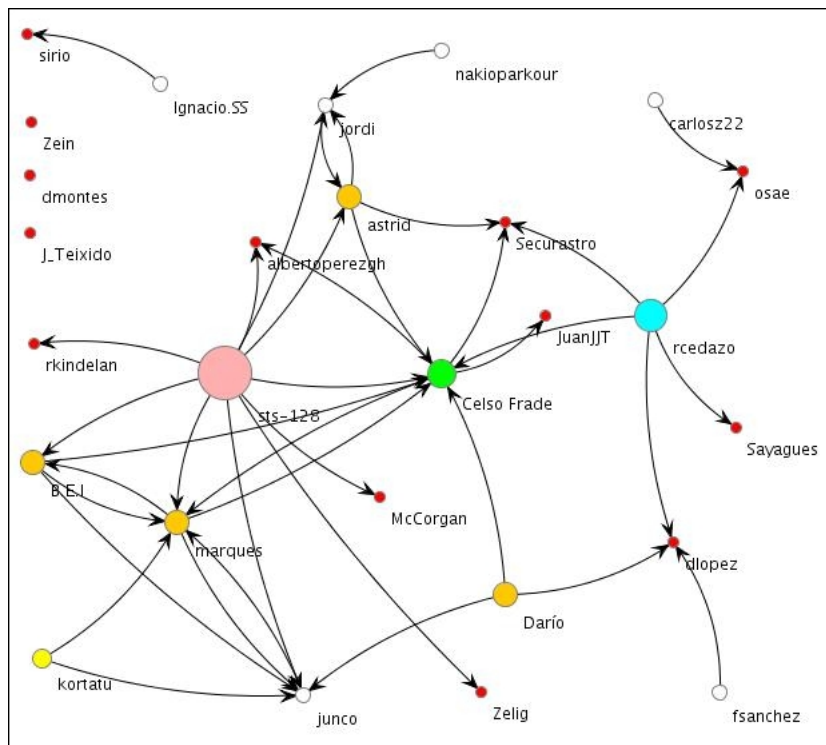 sirio
Ignacio.SS
nakioparkour
jordi
carlosz22
Zein
osae
dmontes
astrid
J_Teixido
Securastro
albertoperezgh
JuanJJT
rkindelan
rcedazo
sts-128
Celso Frade
Sayagues
B.E.I
McCorgan
marques
dlopez
Darío
kortatu
junco
Zelig
fsanchez